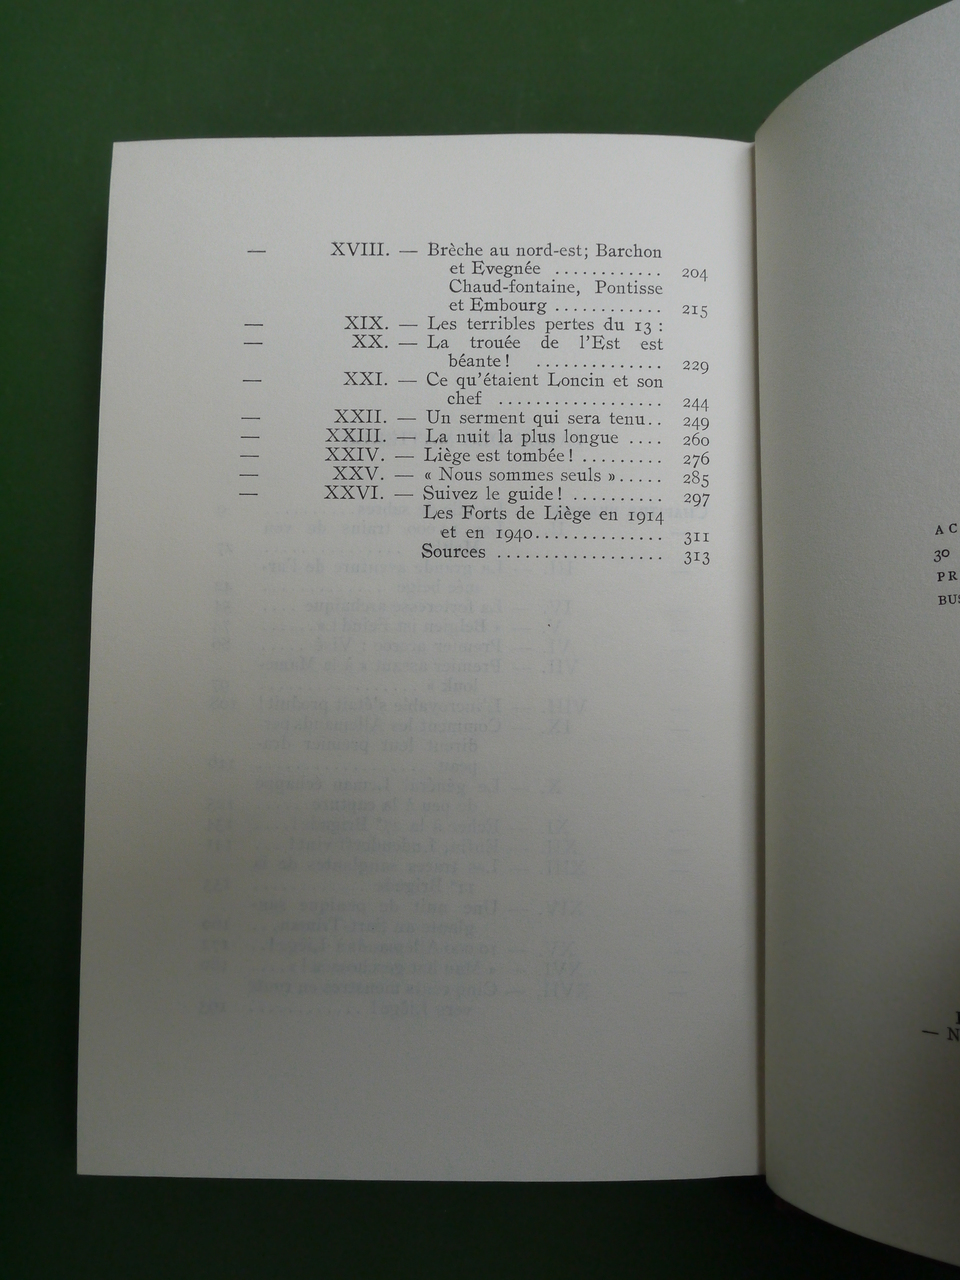 — XVIII. — Brèche au nord-est; Barchon
et Evegnée ............ 204
Chaud-fontaine, Pontisse
et Embourg ............ 215
— XIX. — Les terribles pertes du 13 :
— XX. — La trouée de l'Est est
béante ! .............. 229
— XXI. — Ce qu'étaient Loncin et son
chef .................. 244
— XXII. — Un serment qui sera tenu.. 249
— XXIII. — La nuit la plus longue .... 260
— XXIV. — Liège est tombée ! ......... 276
— XXV. — « Nous sommes seuls »..... 285
— XXVI. — Suivez le guide ! .......... 297
Les Forts de Liège en 1914
et en 1940.............. 311
Sources .................. 313
AC
30
PR
BUS
— N